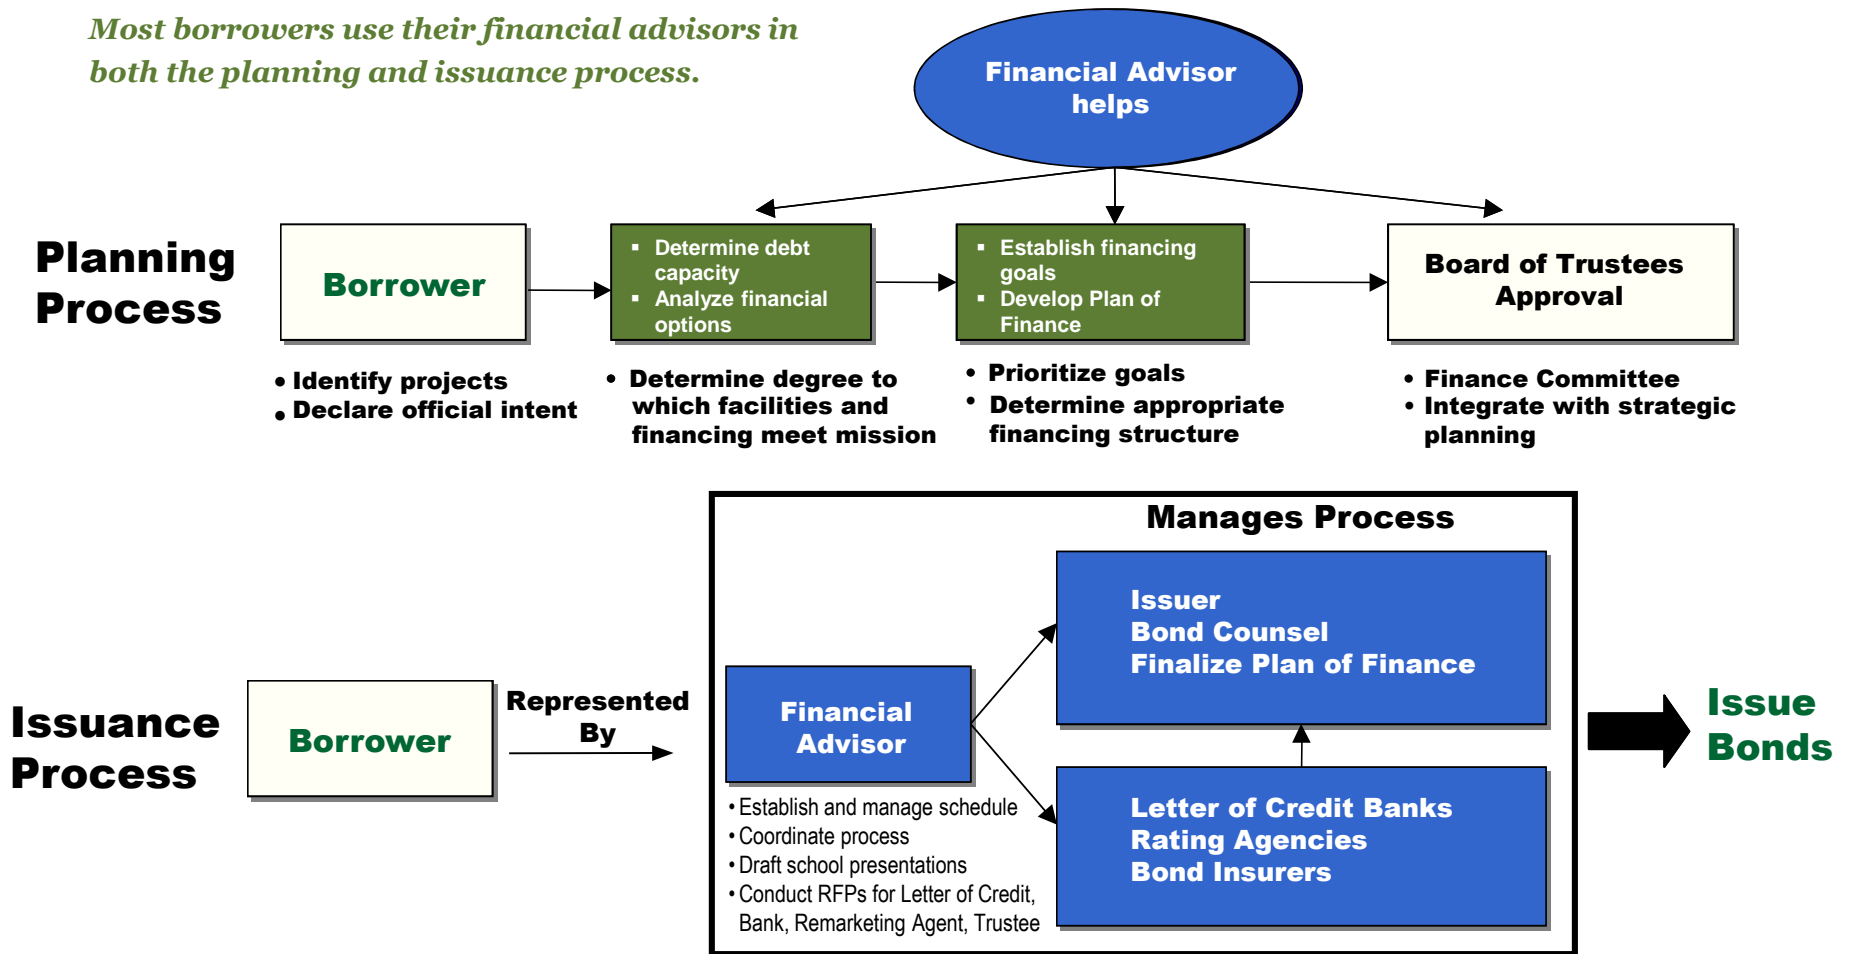 Most borrowers use their financial advisors in
both the planning and issuance process.
Financial Advisor
helps
Planning
Process
Borrower
▪ Determine debt
capacity
▪ Analyze financial
options
▪ Establish financing
goals
▪ Develop Plan of
Finance
Board of Trustees
Approval
• Identify projects
• Declare official intent
• Determine degree to
which facilities and
financing meet mission
• Prioritize goals
• Determine appropriate
financing structure
• Finance Committee
• Integrate with strategic
planning
Manages Process
Issuance
Process
Borrower
Represented
By
Financial
Advisor
• Establish and manage schedule
• Coordinate process
• Draft school presentations
• Conduct RFPs for Letter of Credit,
Bank, Remarketing Agent, Trustee
Issuer
Bond Counsel
Finalize Plan of Finance
Letter of Credit Banks
Rating Agencies
Bond Insurers
Issue
Bonds